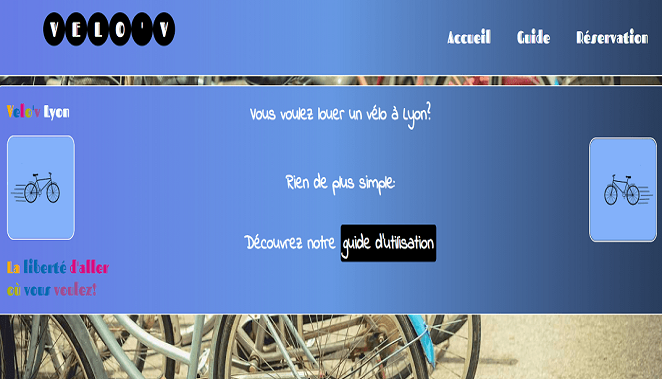 VELO'V
Accueil Guide Réservation
Velo'v Lyon
Vous voulez louer un vélo à Lyon?
Rien de plus simple:
Découvrez notre guide d'utilisation
La liberté d'aller
où vous voulez!